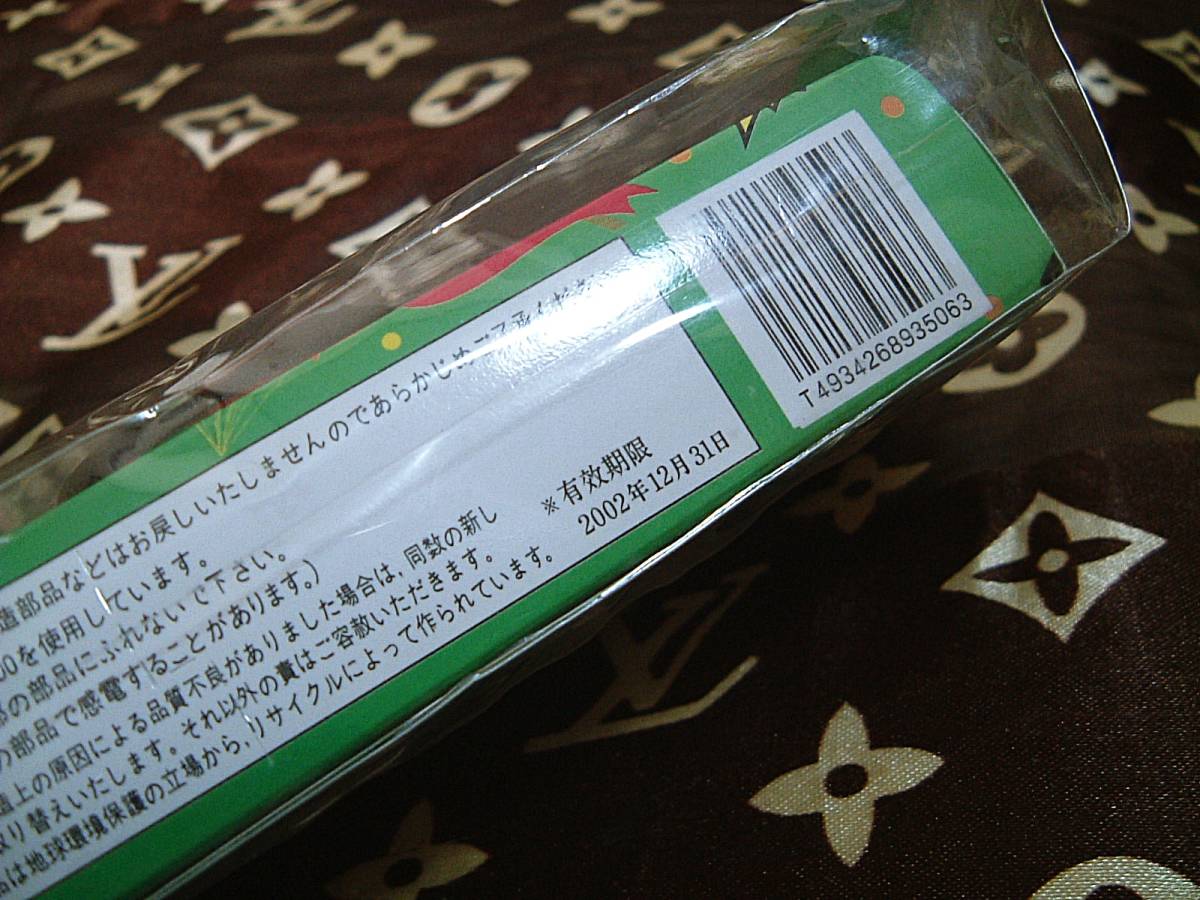 造部品などはお戻しいたしませんのであらかじめご了承くださ
00を使用しています。
の部品にふれないで下さい。
の部品で感電することがあります。)
造上の原因による品質不良がありました場合は、同数の新し
取り替えいたします。それ以外の責はご容赦いただきます。
品は地球環境保護の立場から、リサイクルによって作られています。
※有効期限
2002年12月31日
T4934268935063